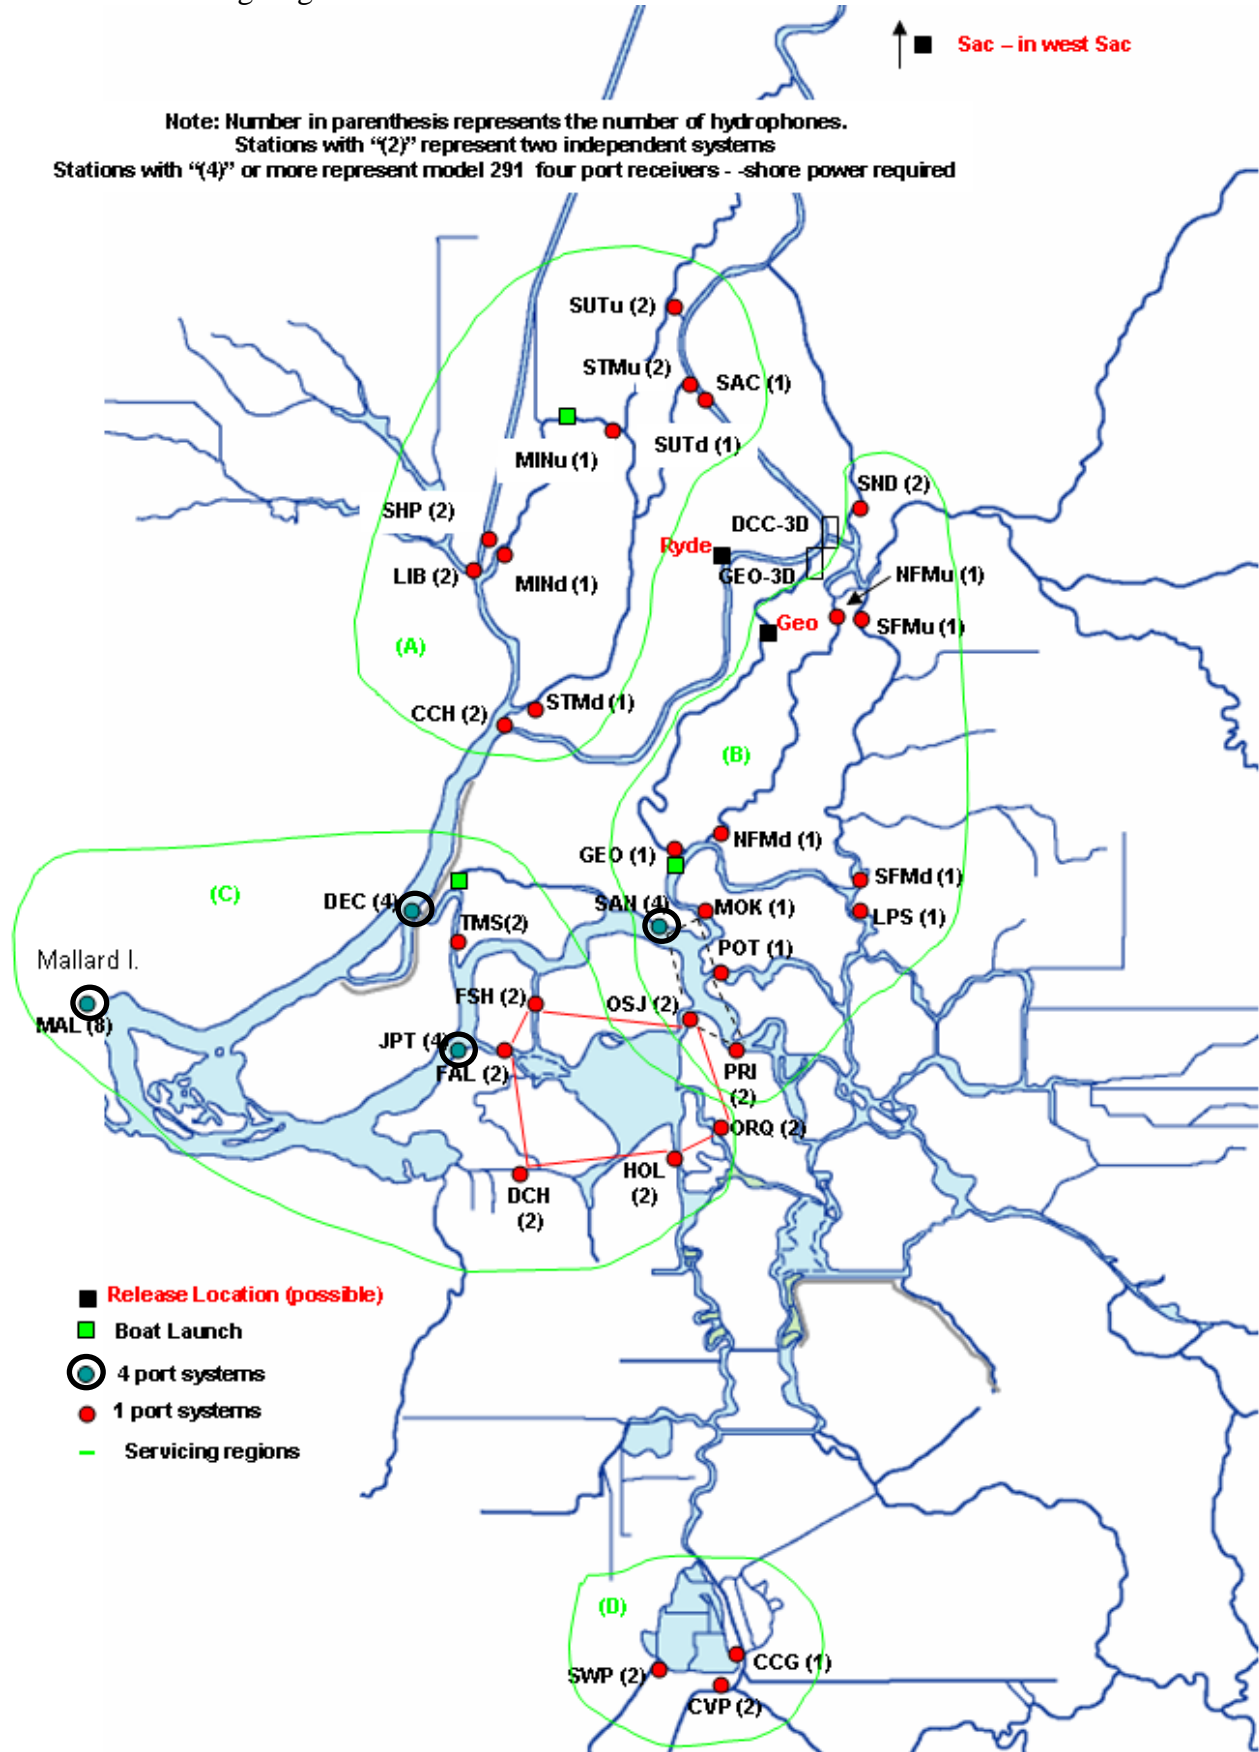 Sac – in west Sac
Note: Number in parenthesis represents the number of hydrophones.
Stations with “(2)” represent two independent systems
Stations with “(4)” or more represent model 291 four port receivers - -shore power required
SUTu (2)
STMu (2)
SAC (1)
SUTd (1)
MINu (1)
SND (2)
SHP (2)
DCC-3D
Ryde
GEO-3D
NFMu (1)
LIB (2)
MINd (1)
Geo
SFMu (1)
(A)
STMd (1)
CCH (2)
(B)
NFMd (1)
GEO (1)
SFMd (1)
(C)
DEC (4)
SAN (4)
MOK (1)
LPS (1)
TMS(2)
POT (1)
Mallard I.
FSH (2)
OSJ (2)
MAL (8)
JPT (4)
FAL (2)
PRI
(2)
ORQ (2)
HOL
(2)
DCH
(2)
Release Location (possible)
Boat Launch
4 port systems
1 port systems
Servicing regions
(D)
CCG (1)
SWP (2)
CVP (2)